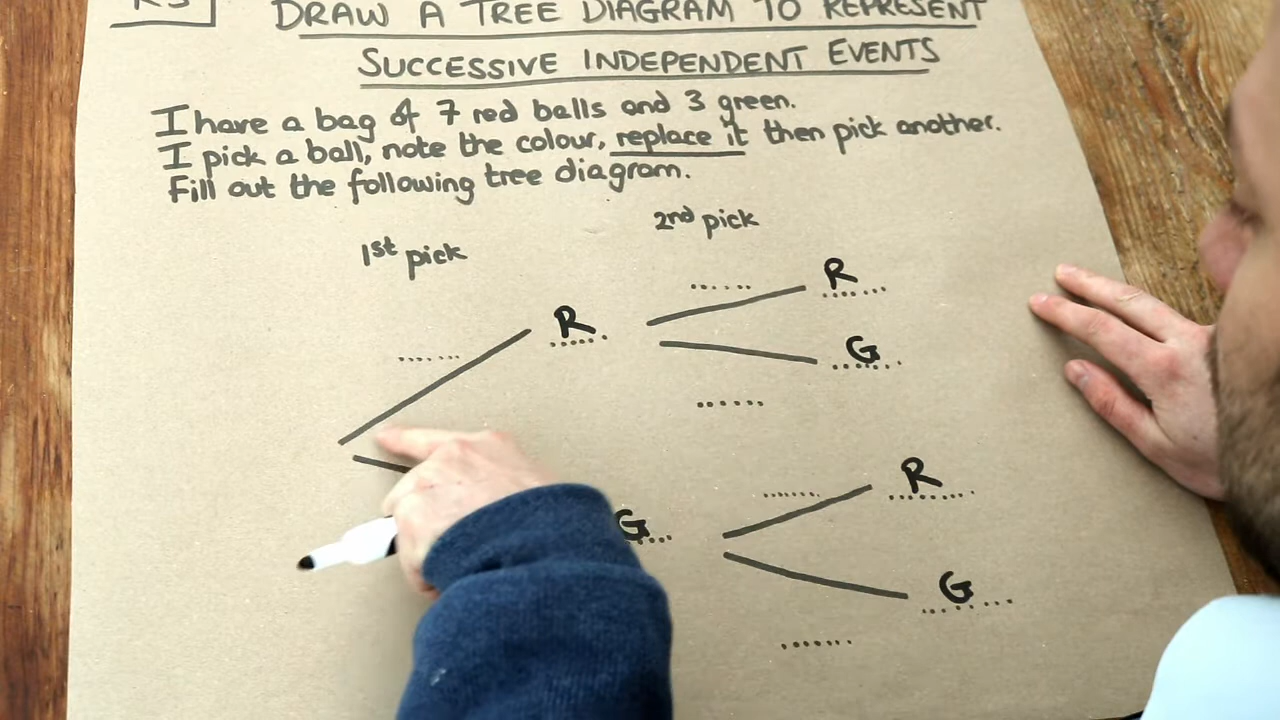 DRAW A TREE DIAGRAM TO REPRESENT
SUCCESSIVE INDEPENDENT EVENTS
I have a bag of 7 red balls and 3 green.
I pick a ball, note the colour, replace it then pick another.
Fill out the following tree diagram.
1st pick
2nd pick
R
R
G
G
R
G